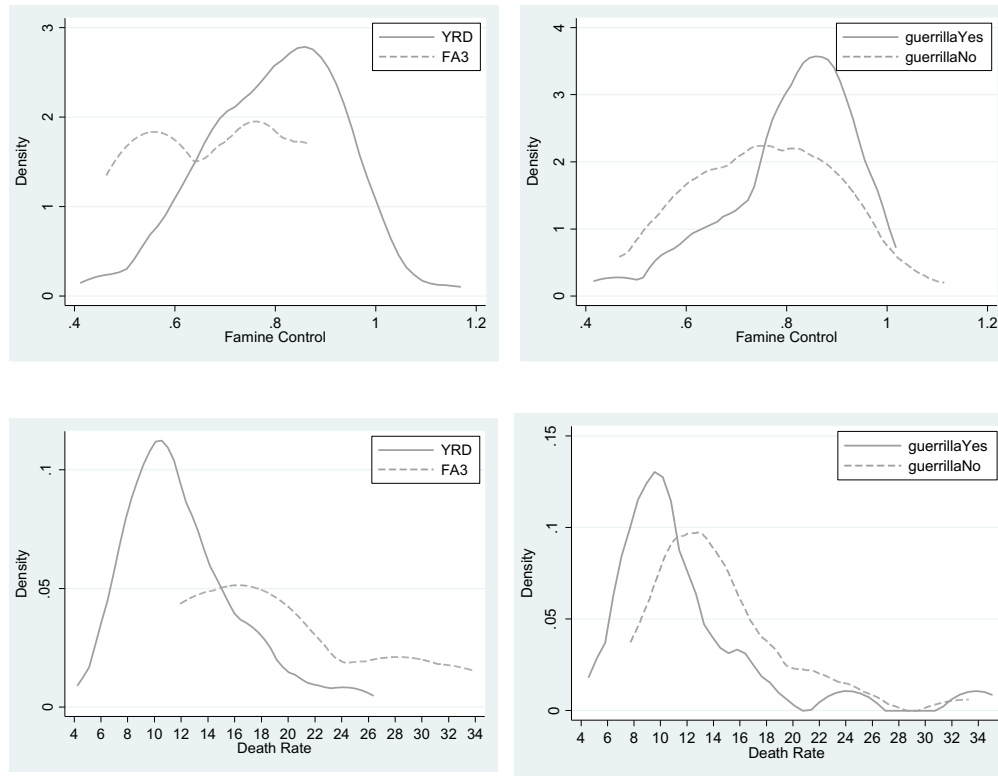 3
2
1
0
Density
YRD
FA3
.4 .6 .8 1 1.2
Famine Control
4
3
2
1
0
Density
guerrillaYes
guerrillaNo
.4 .6 .8 1 1.2
Famine Control
.1
.05
0
Density
YRD
FA3
4 6 8 10 12 14 16 18 20 22 24 26 28 30 32 34
Death Rate
.15
.1
.05
0
Density
guerrillaYes
guerrillaNo
4 6 8 10 12 14 16 18 20 22 24 26 28 30 32 34
Death Rate